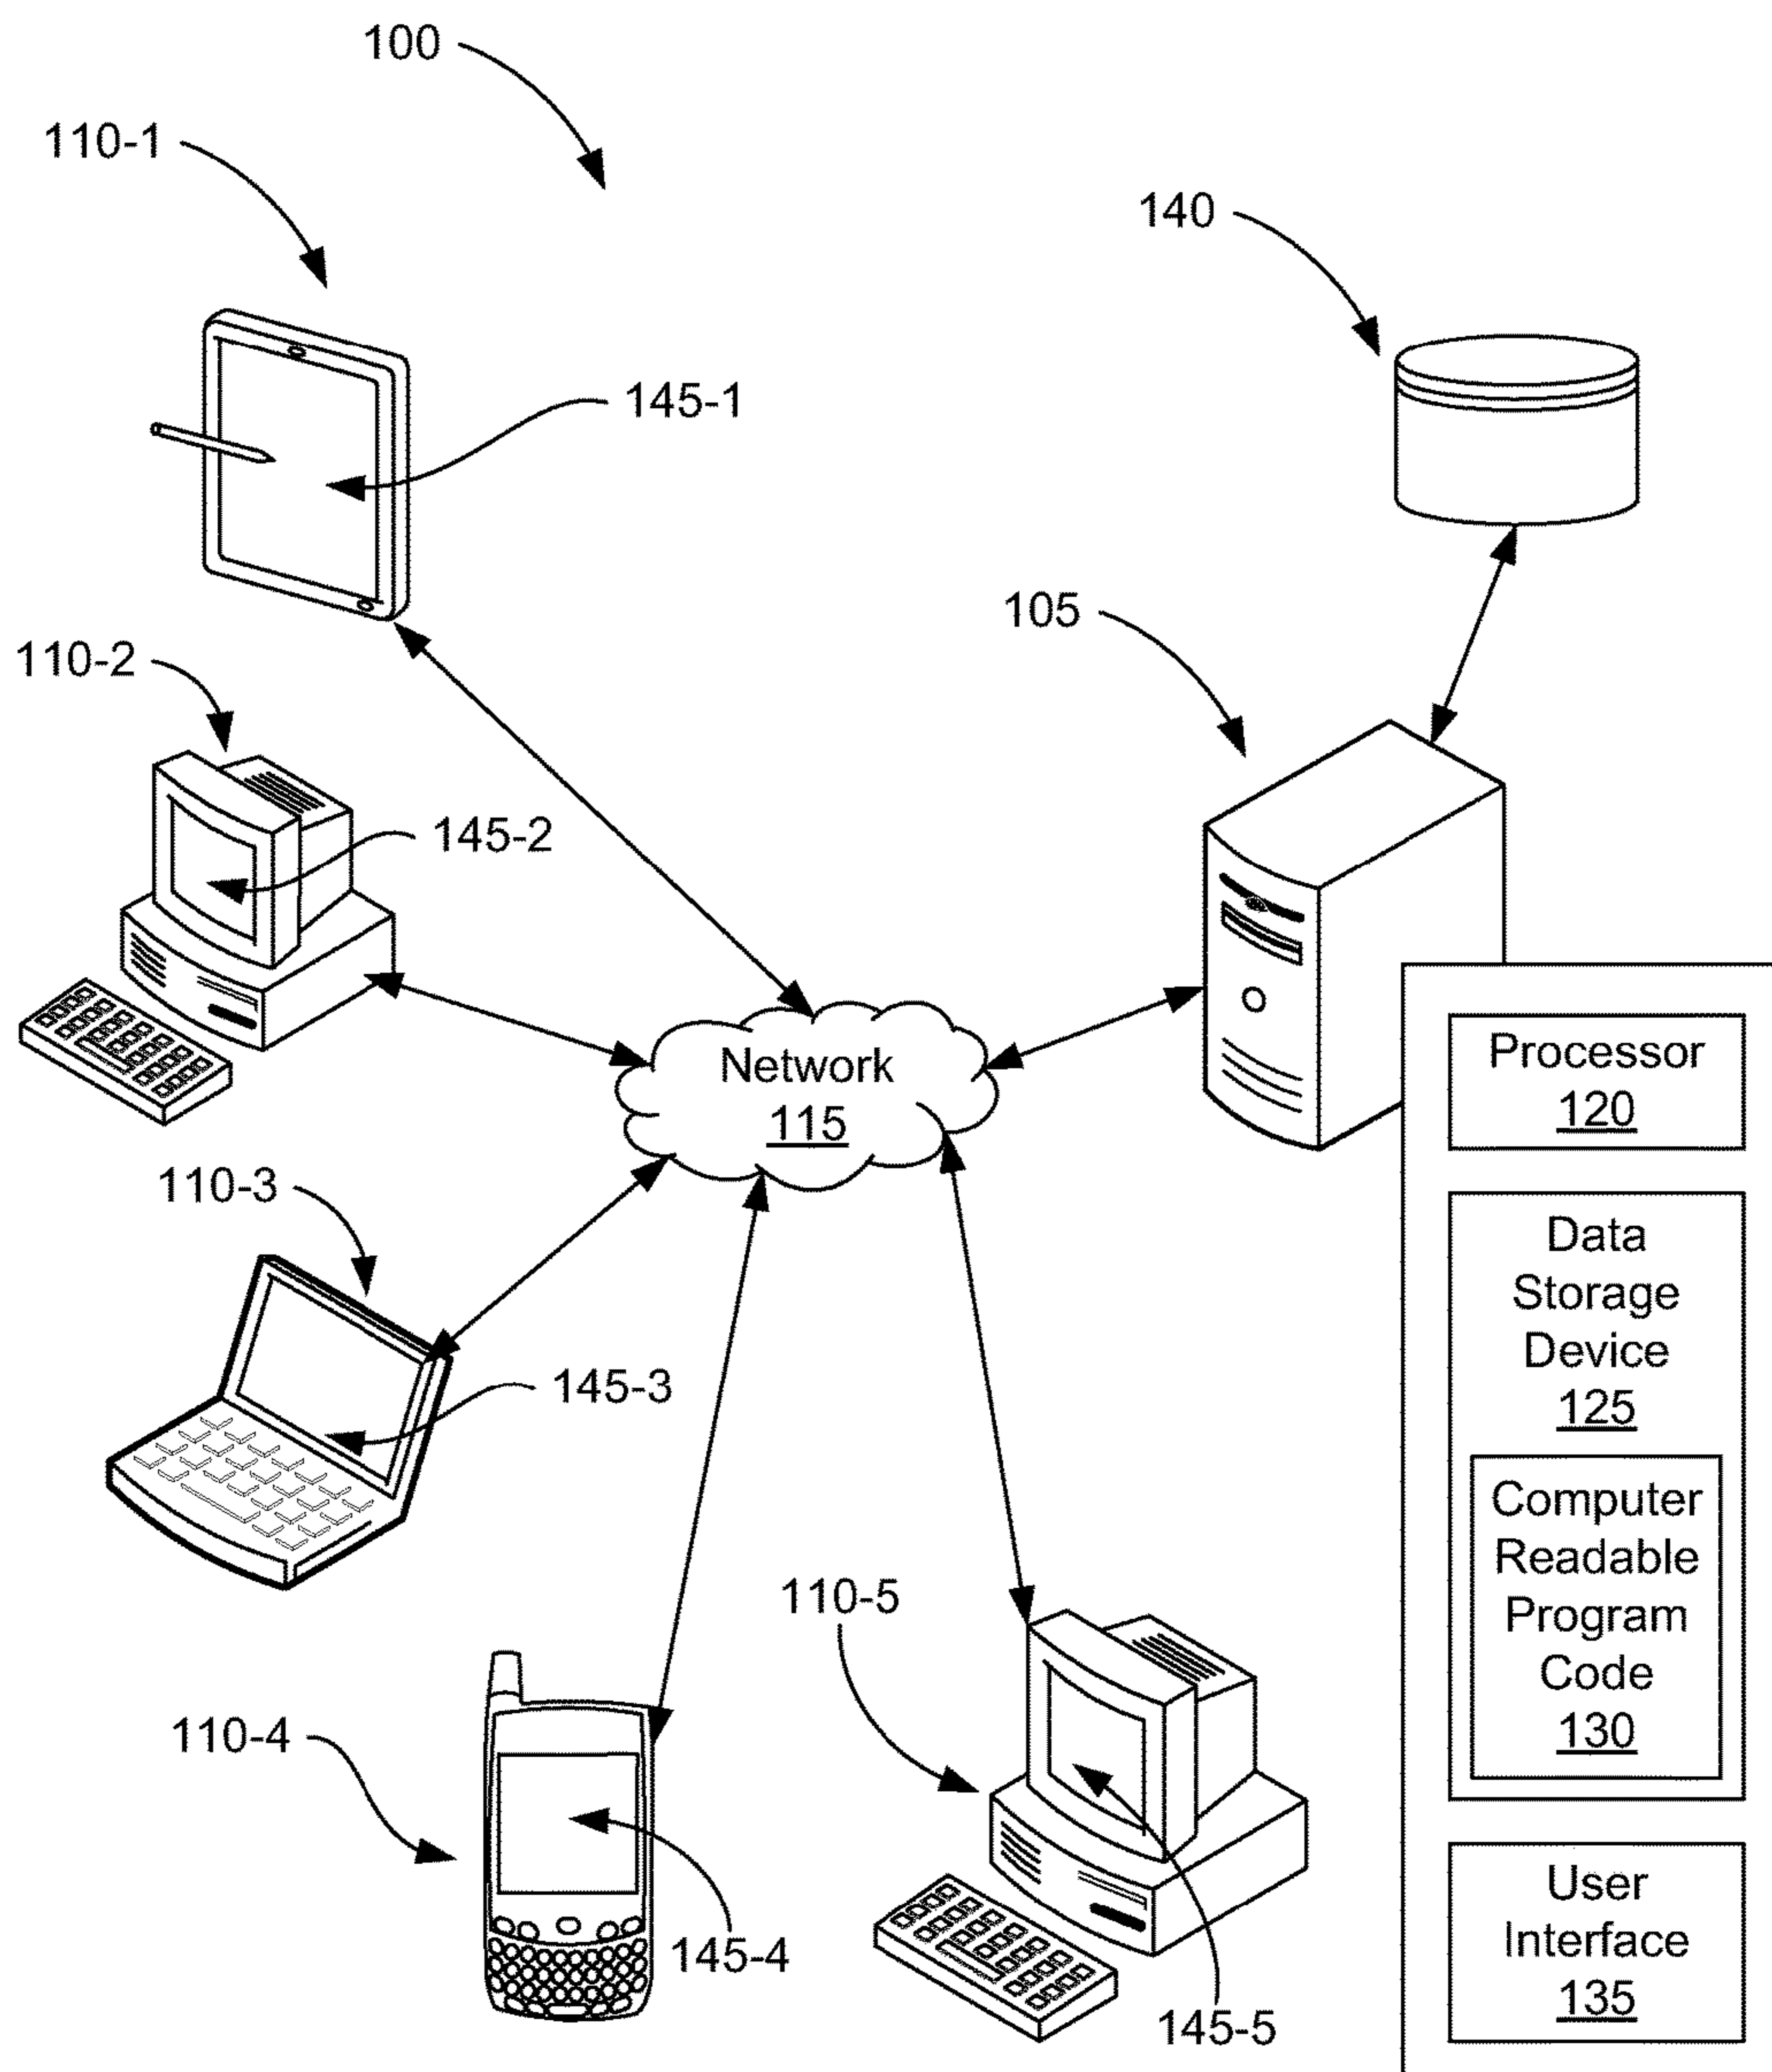 100
110-1
140
145-1
105
110-2
145-2
Network
115
Processor
120
110-3
Data
Storage
Device
125
145-3
Computer
Readable
Program
Code
130
110-5
110-4
User
Interface
135
145-4
145-5